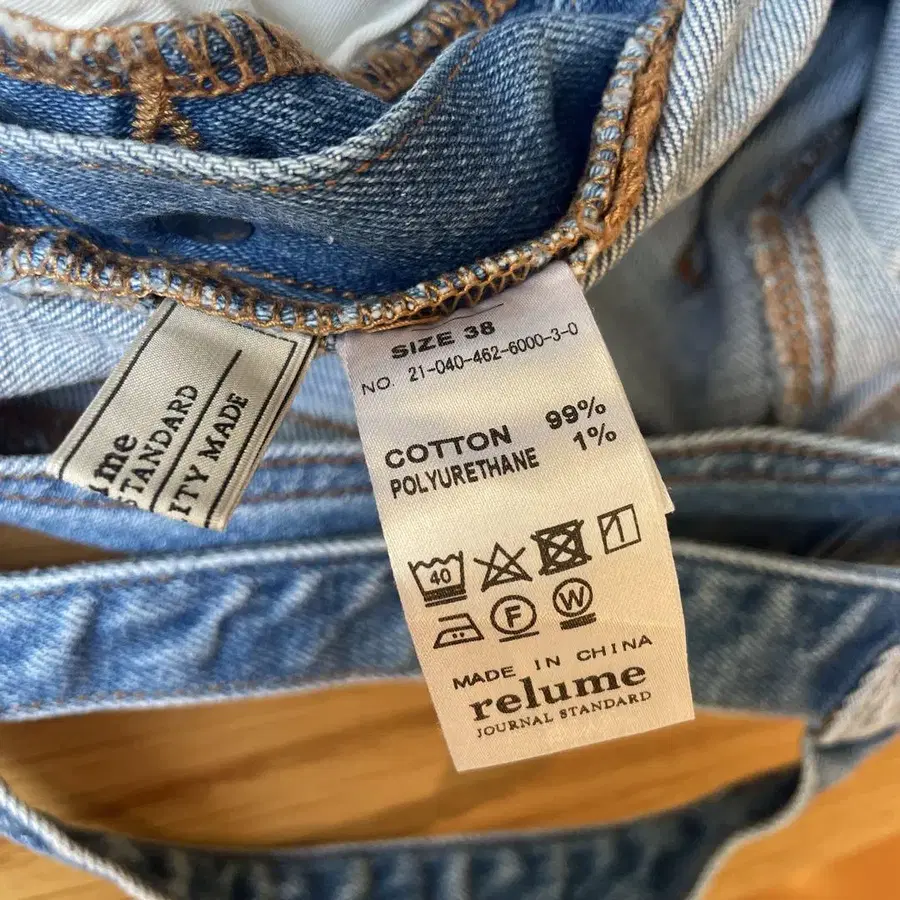 me
STANDARD
ITY MADE
SIZE 38
NO. 21-040-462-6000-3-0
COTTON 99%
POLYURETHANE 1%
40
F W
MADE IN CHINA
relume
JOURNAL STANDARD